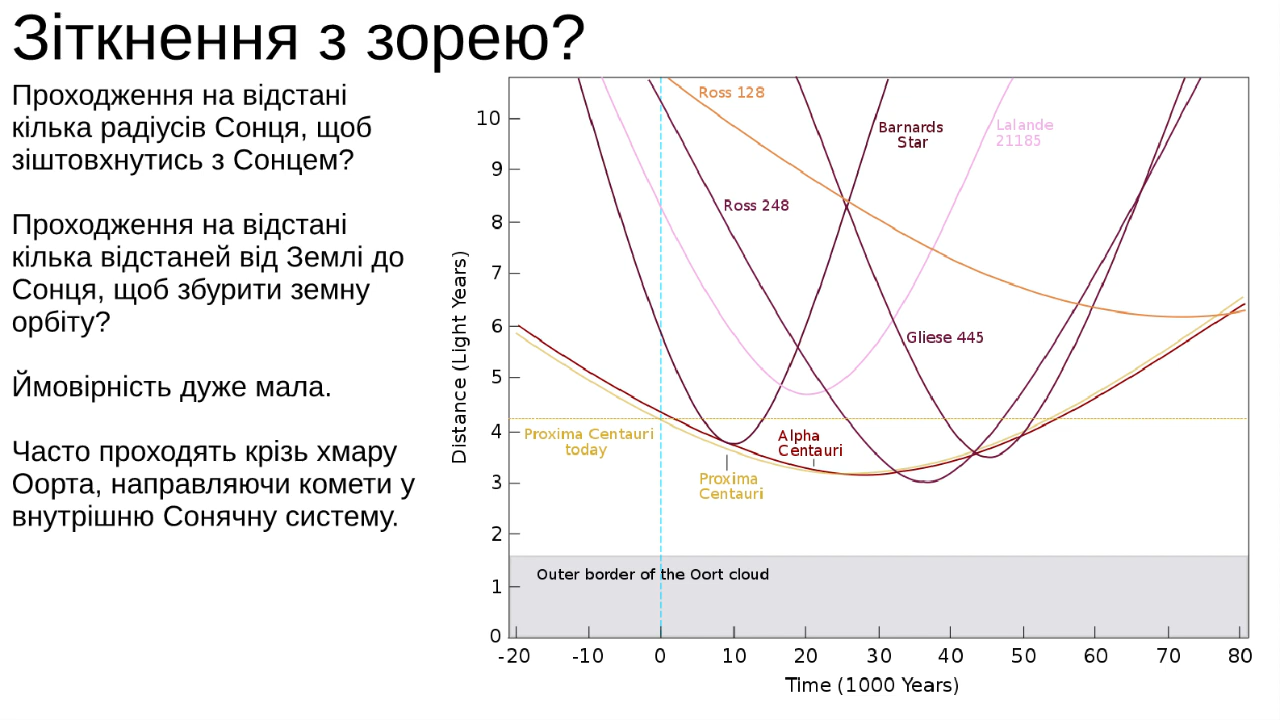 Зіткнення з зорею?
Проходження на відстані
кілька радіусів Сонця, щоб
зіштовхнутись з Сонцем?
Проходження на відстані
кілька відстаней від Землі до
Сонця, щоб збурити земну
орбіту?
Ймовірність дуже мала.
Часто проходять крізь хмару
Оорта, направляючи комети у
внутрішню Сонячну систему.
Distance (Light Years)
10
9
8
7
6
5
4
3
2
1
0
Ross 128
Barnards
Star
Lalande
21185
Ross 248
Gliese 445
Proxima Centauri
today
Alpha
Centauri
Proxima
Centauri
Outer border of the Oort cloud
-20 -10 0 10 20 30 40 50 60 70 80
Time (1000 Years)